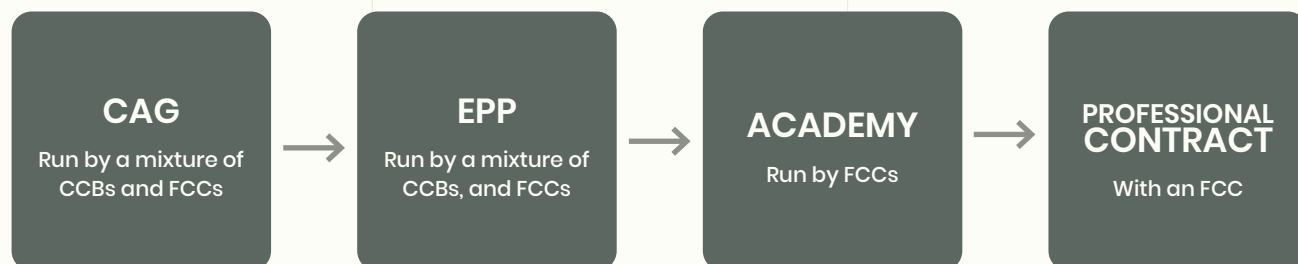 CAG
Run by a mixture of
CCBs and FCCs
EPP
Run by a mixture of
CCBs, and FCCs
ACADEMY
Run by FCCs
PROFESSIONAL
CONTRACT
With an FCC